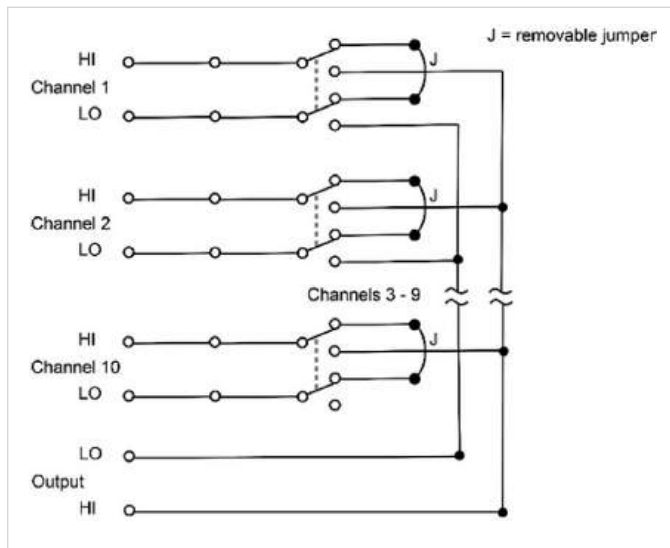 J = removable jumper
HI
J
Channel 1
LO
HI
J
Channel 2
LO
Channels 3 - 9
HI
J
Channel 10
LO
LO
Output
HI